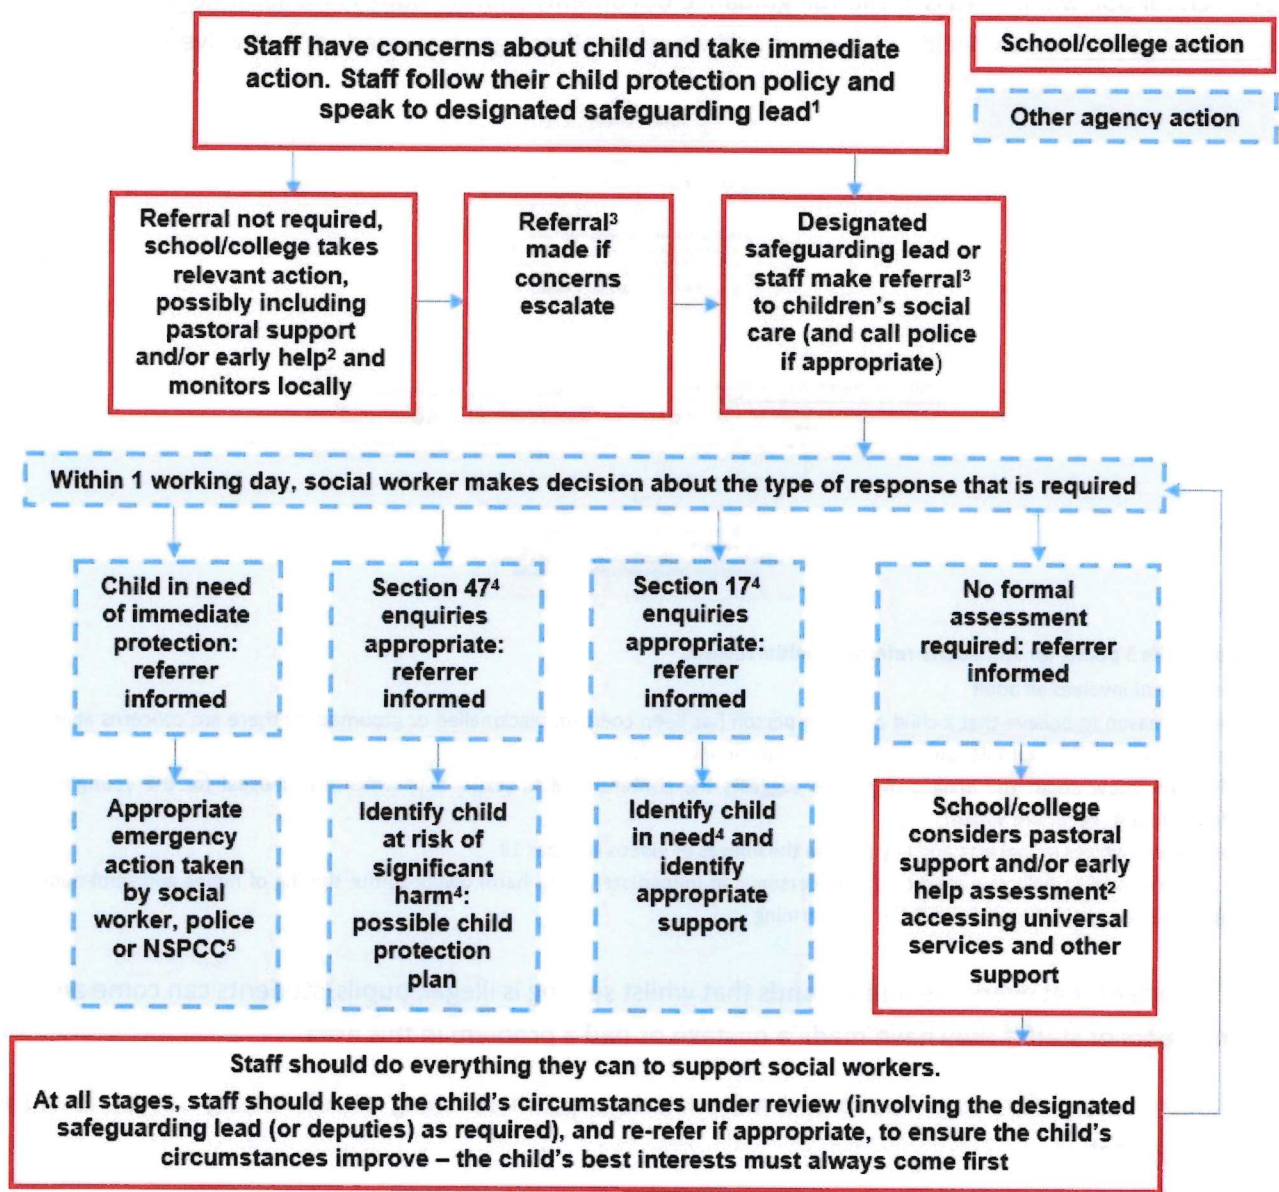 Staff have concerns about child and take immediate
action. Staff follow their child protection policy and
speak to designated safeguarding lead¹
School/college action
Other agency action
Referral not required,
school/college takes
relevant action,
possibly including
pastoral support
and/or early help² and
monitors locally
Referral³
made if
concerns
escalate
Designated
safeguarding lead or
staff make referral³
to children's social
care (and call police
if appropriate)
Within 1 working day, social worker makes decision about the type of response that is required
Child in need
of immediate
protection:
referrer
informed
Section 47⁴
enquiries
appropriate:
referrer
informed
Section 17⁴
enquiries
appropriate:
referrer
informed
No formal
assessment
required: referrer
informed
Appropriate
emergency
action taken
by social
worker, police
or NSPCC⁵
Identify child
at risk of
significant
harm⁴:
possible child
protection
plan
Identify child
in need⁴ and
identify
appropriate
support
School/college
considers pastoral
support and/or early
help assessment²
accessing universal
services and other
support
Staff should do everything they can to support social workers.
At all stages, staff should keep the child's circumstances under review (involving the designated
safeguarding lead (or deputies) as required), and re-refer if appropriate, to ensure the child's
circumstances improve – the child's best interests must always come first